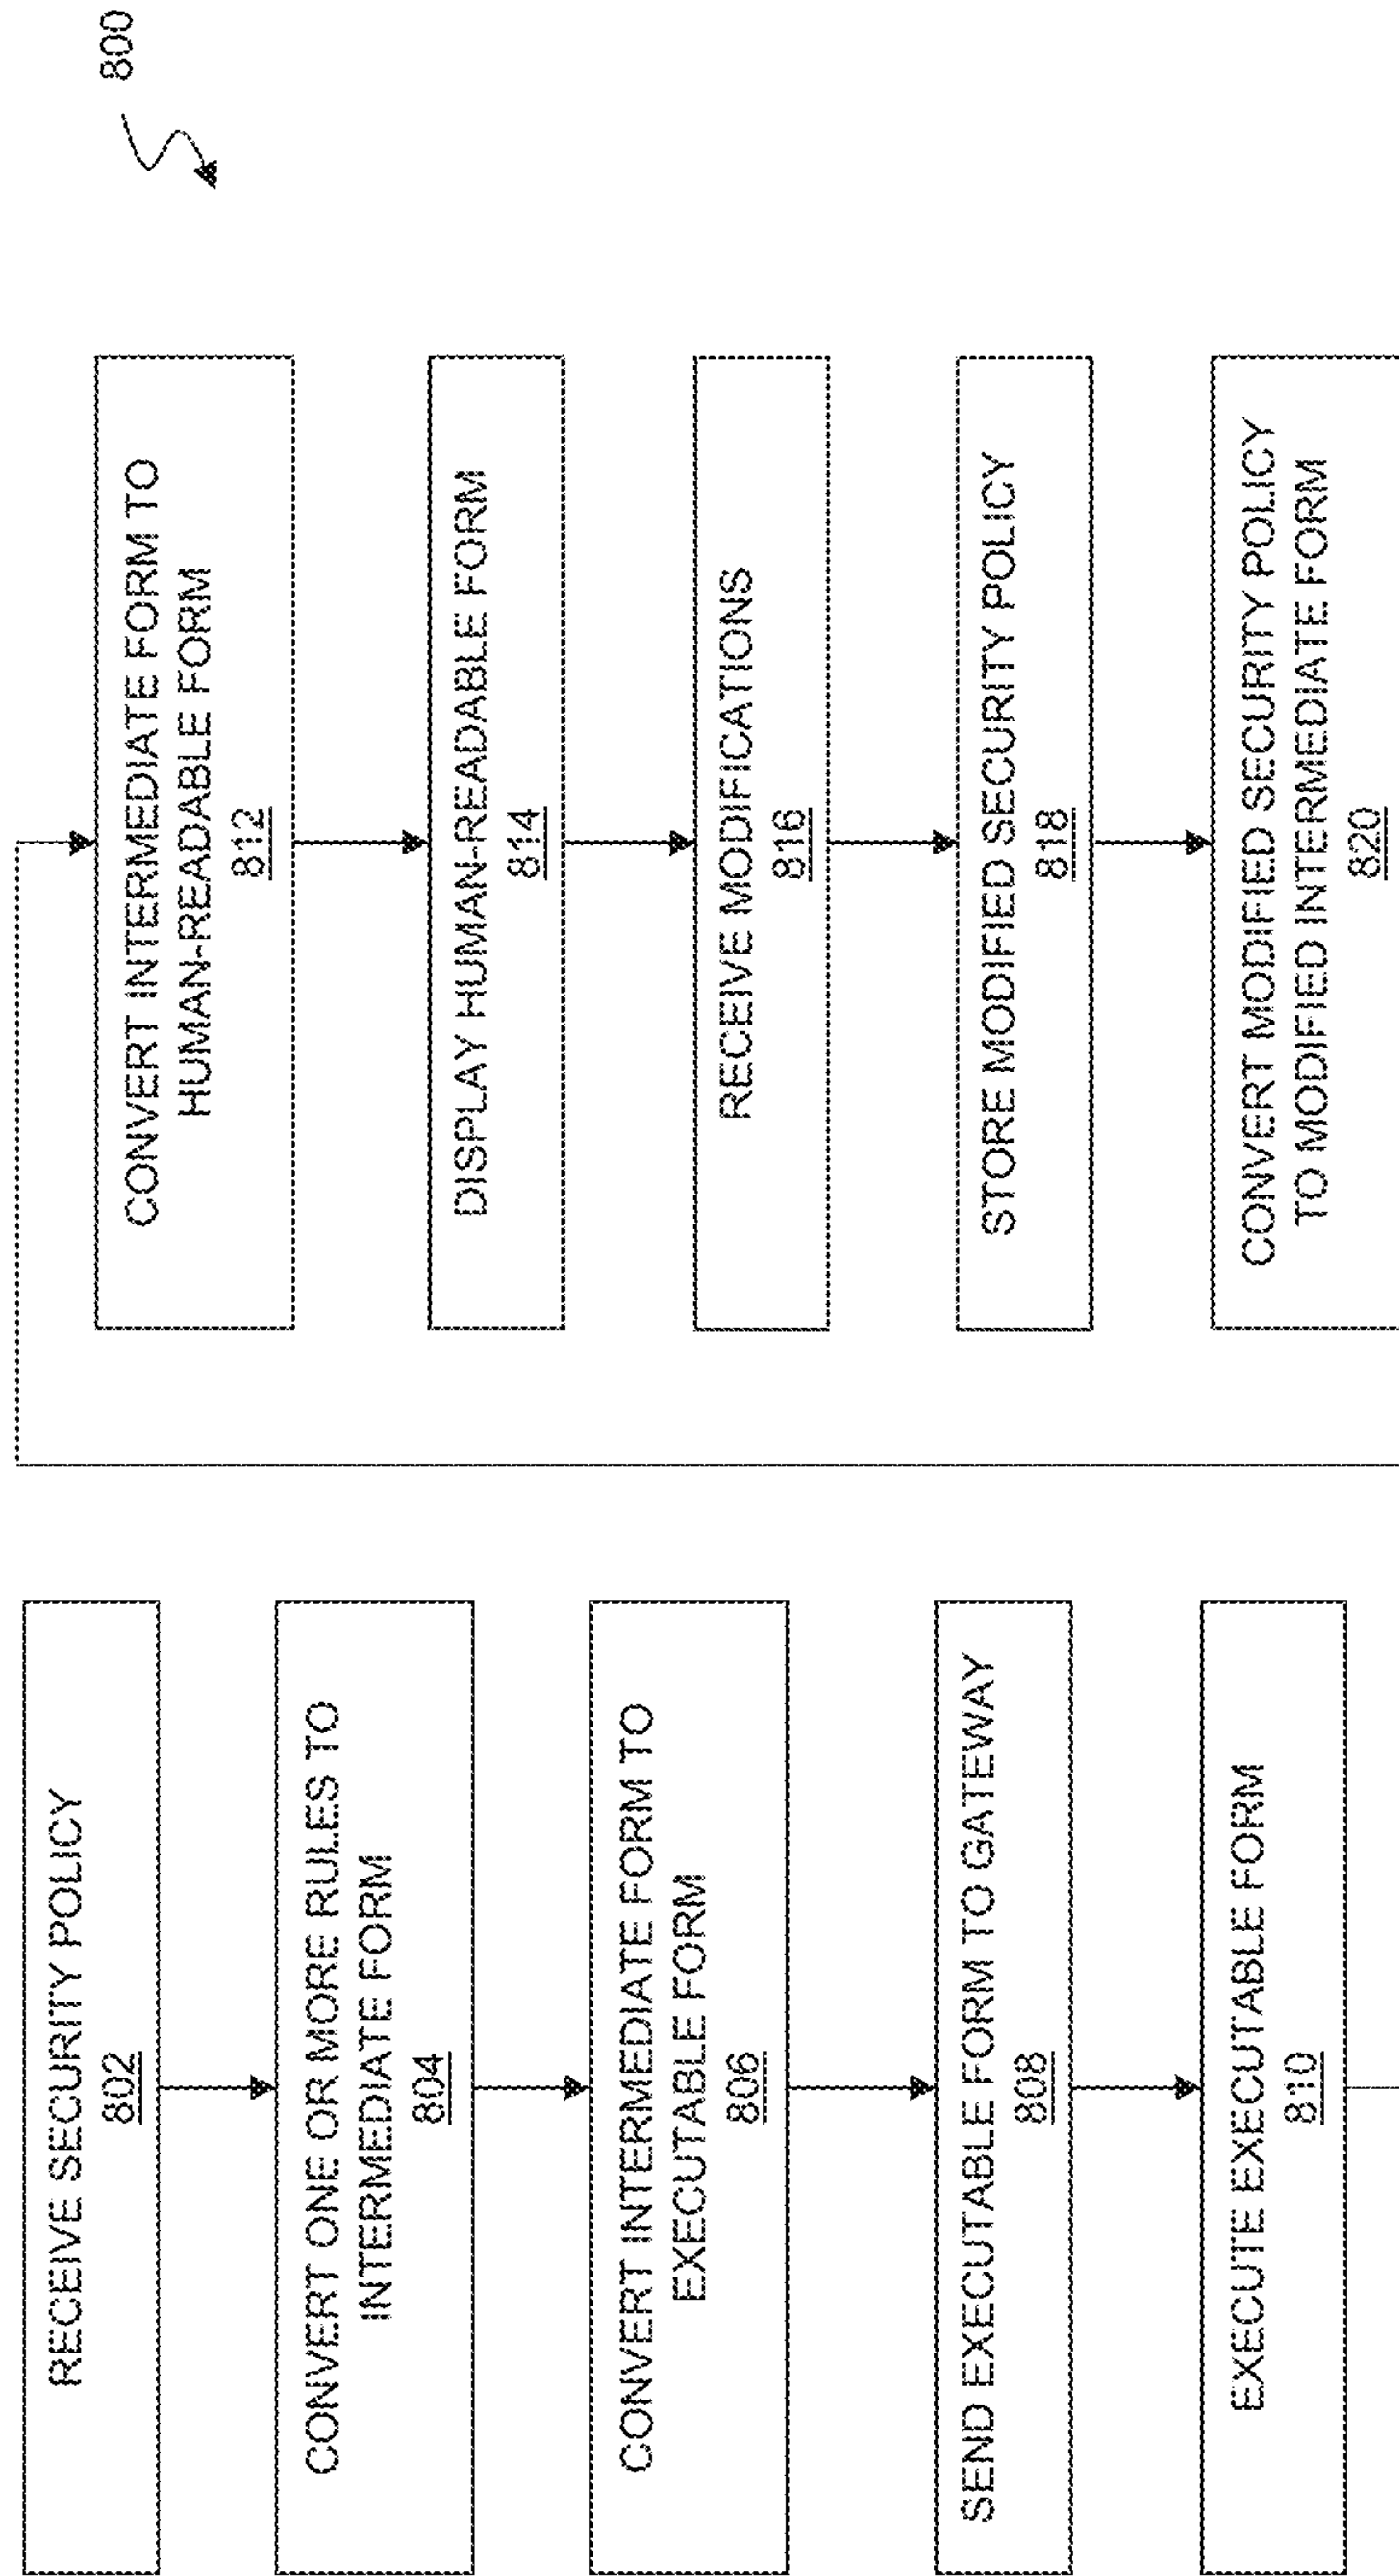 800
RECEIVE SECURITY POLICY
802
CONVERT ONE OR MORE RULES TO
INTERMEDIATE FORM
804
CONVERT INTERMEDIATE FORM TO
EXECUTABLE FORM
806
SEND EXECUTABLE FORM TO GATEWAY
808
EXECUTE EXECUTABLE FORM
810
CONVERT INTERMEDIATE FORM TO
HUMAN-READABLE FORM
812
DISPLAY HUMAN-READABLE FORM
814
RECEIVE MODIFICATIONS
816
STORE MODIFIED SECURITY POLICY
818
CONVERT MODIFIED SECURITY POLICY
TO MODIFIED INTERMEDIATE FORM
820